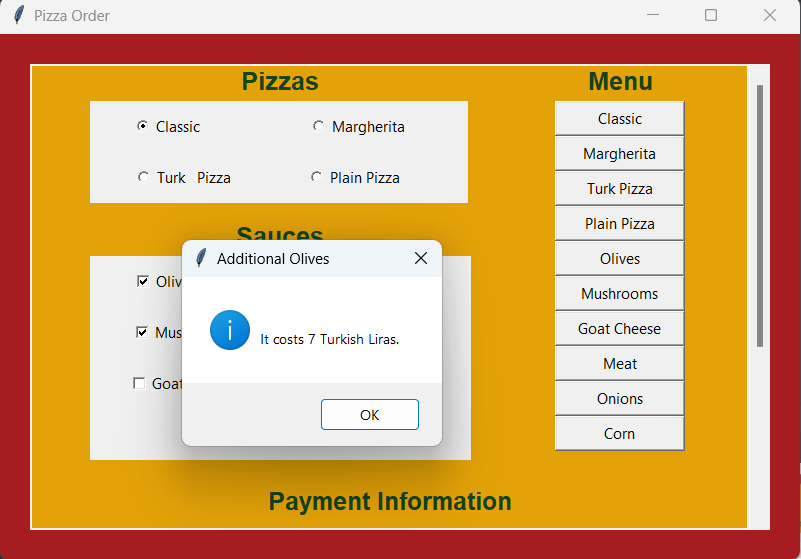 Pizza Order
Pizzas
Menu
Classic
Margherita
Turk Pizza
Plain Pizza
Classic
Margherita
Turk Pizza
Plain Pizza
Olives
Mushrooms
Goat Cheese
Meat
Onions
Corn
Sauces
Additional Olives
It costs 7 Turkish Liras.
OK
Oliv
Mus
Goat
Payment Information